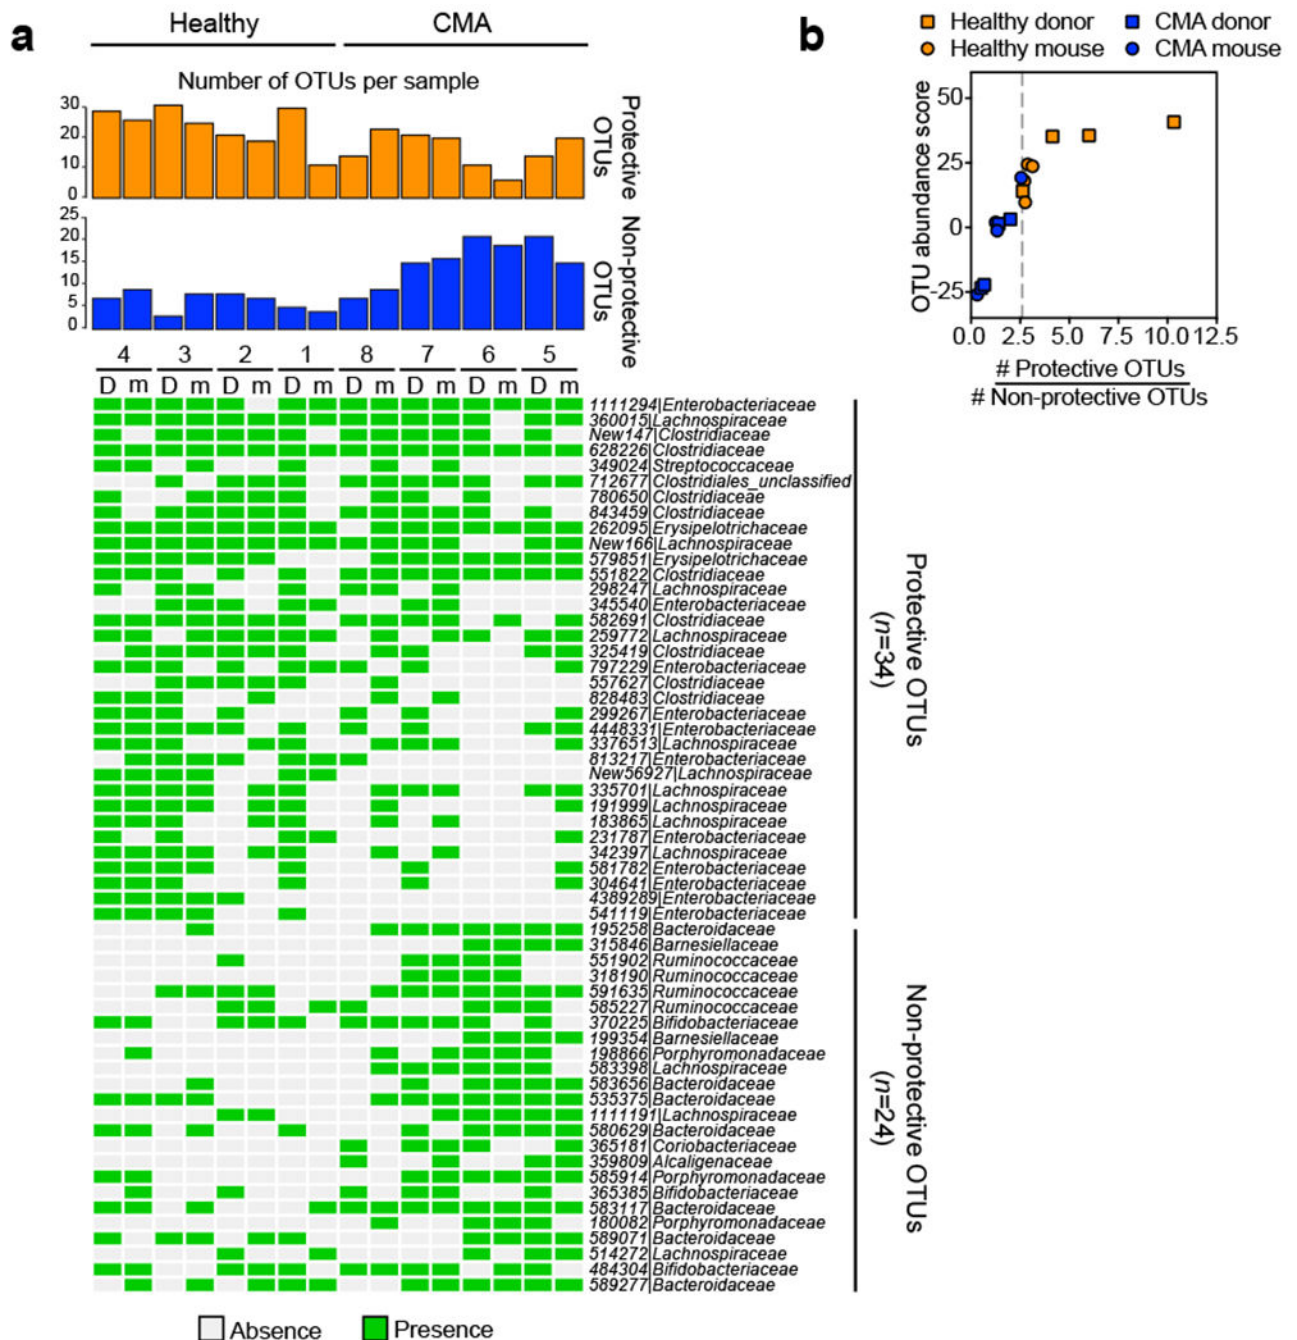 a
Healthy CMA
Number of OTUs per sample
30
20
10
0
Protective
OTUs
25
20
15
10
5
0
Non-protective
OTUs
4 3 2 1 8 7 6 5
D m D m D m D m D m D m D m D m
1111294|Enterobacteriaceae
360015|Lachnospiraceae
New147|Clostridiaceae
628226|Clostridiaceae
349024|Streptococcaceae
712677|Clostridiales_unclassified
780650|Clostridiaceae
843459|Clostridiaceae
262095|Erysipelotrichaceae
New166|Lachnospiraceae
579851|Erysipelotrichaceae
551822|Clostridiaceae
298247|Lachnospiraceae
345540|Enterobacteriaceae
582691|Clostridiaceae
259772|Lachnospiraceae
325419|Clostridiaceae
797229|Enterobacteriaceae
557627|Clostridiaceae
828483|Clostridiaceae
299267|Enterobacteriaceae
4448331|Enterobacteriaceae
3376513|Lachnospiraceae
813217|Enterobacteriaceae
New56927|Lachnospiraceae
335701|Lachnospiraceae
191999|Lachnospiraceae
183865|Lachnospiraceae
231787|Enterobacteriaceae
342397|Lachnospiraceae
581782|Enterobacteriaceae
304641|Enterobacteriaceae
4389289|Enterobacteriaceae
541119|Enterobacteriaceae
195258|Bacteroidaceae
315846|Barnesiellaceae
551902|Ruminococcaceae
318190|Ruminococcaceae
591635|Ruminococcaceae
585227|Ruminococcaceae
370225|Bifidobacteriaceae
199354|Barnesiellaceae
198866|Porphyromonadaceae
583398|Lachnospiraceae
583656|Bacteroidaceae
535375|Bacteroidaceae
1111191|Lachnospiraceae
580629|Bacteroidaceae
365181|Coriobacteriaceae
359809|Alcaligenaceae
585914|Porphyromonadaceae
365385|Bifidobacteriaceae
583117|Bacteroidaceae
180082|Porphyromonadaceae
589071|Bacteroidaceae
514272|Lachnospiraceae
484304|Bifidobacteriaceae
589277|Bacteroidaceae
Protective OTUs
(n=34)
Non-protective OTUs
(n=24)
Absence Presence
b
Healthy donor CMA donor
Healthy mouse CMA mouse
OTU abundance score
50
25
0
-25
0.0 2.5 5.0 7.5 10.0 12.5
# Protective OTUs
# Non-protective OTUs